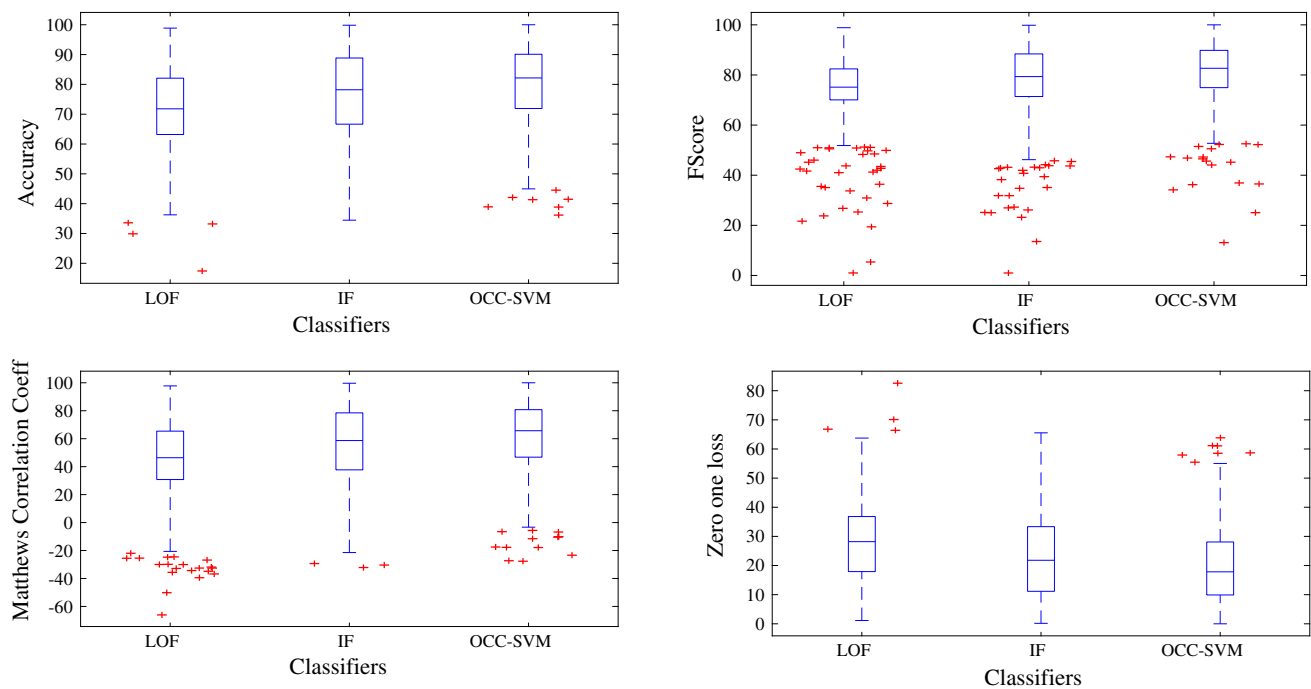 100
90
80
70
60
50
40
30
20
Accuracy
LOF IF OCC-SVM
Classifiers
100
80
60
40
20
0
FScore
LOF IF OCC-SVM
Classifiers
100
80
60
40
20
0
-20
-40
-60
Matthews Correlation Coeff
LOF IF OCC-SVM
Classifiers
80
70
60
50
40
30
20
10
0
Zero one loss
LOF IF OCC-SVM
Classifiers